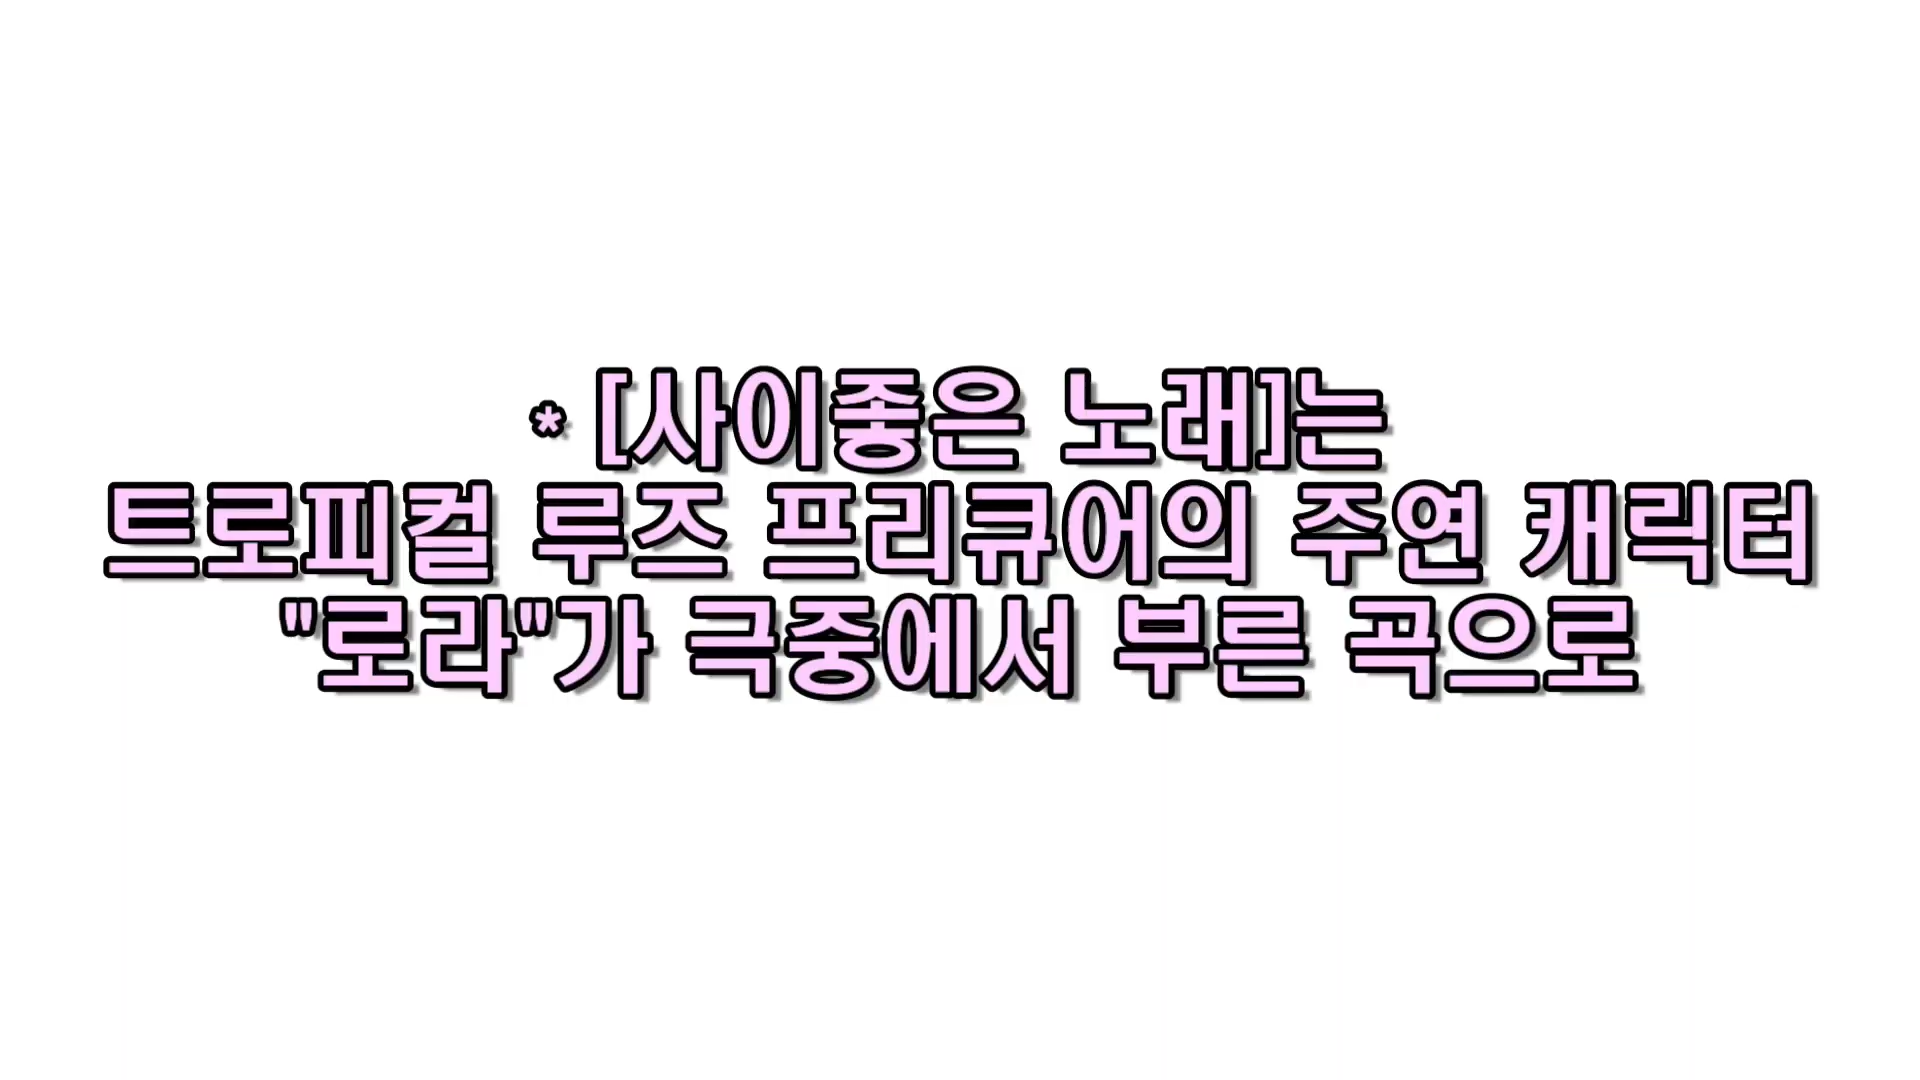 * [사이좋은 노래]는
트로피컬 루즈 프리큐어의 주연 캐릭터
"로라"가 극중에서 부른 곡으로